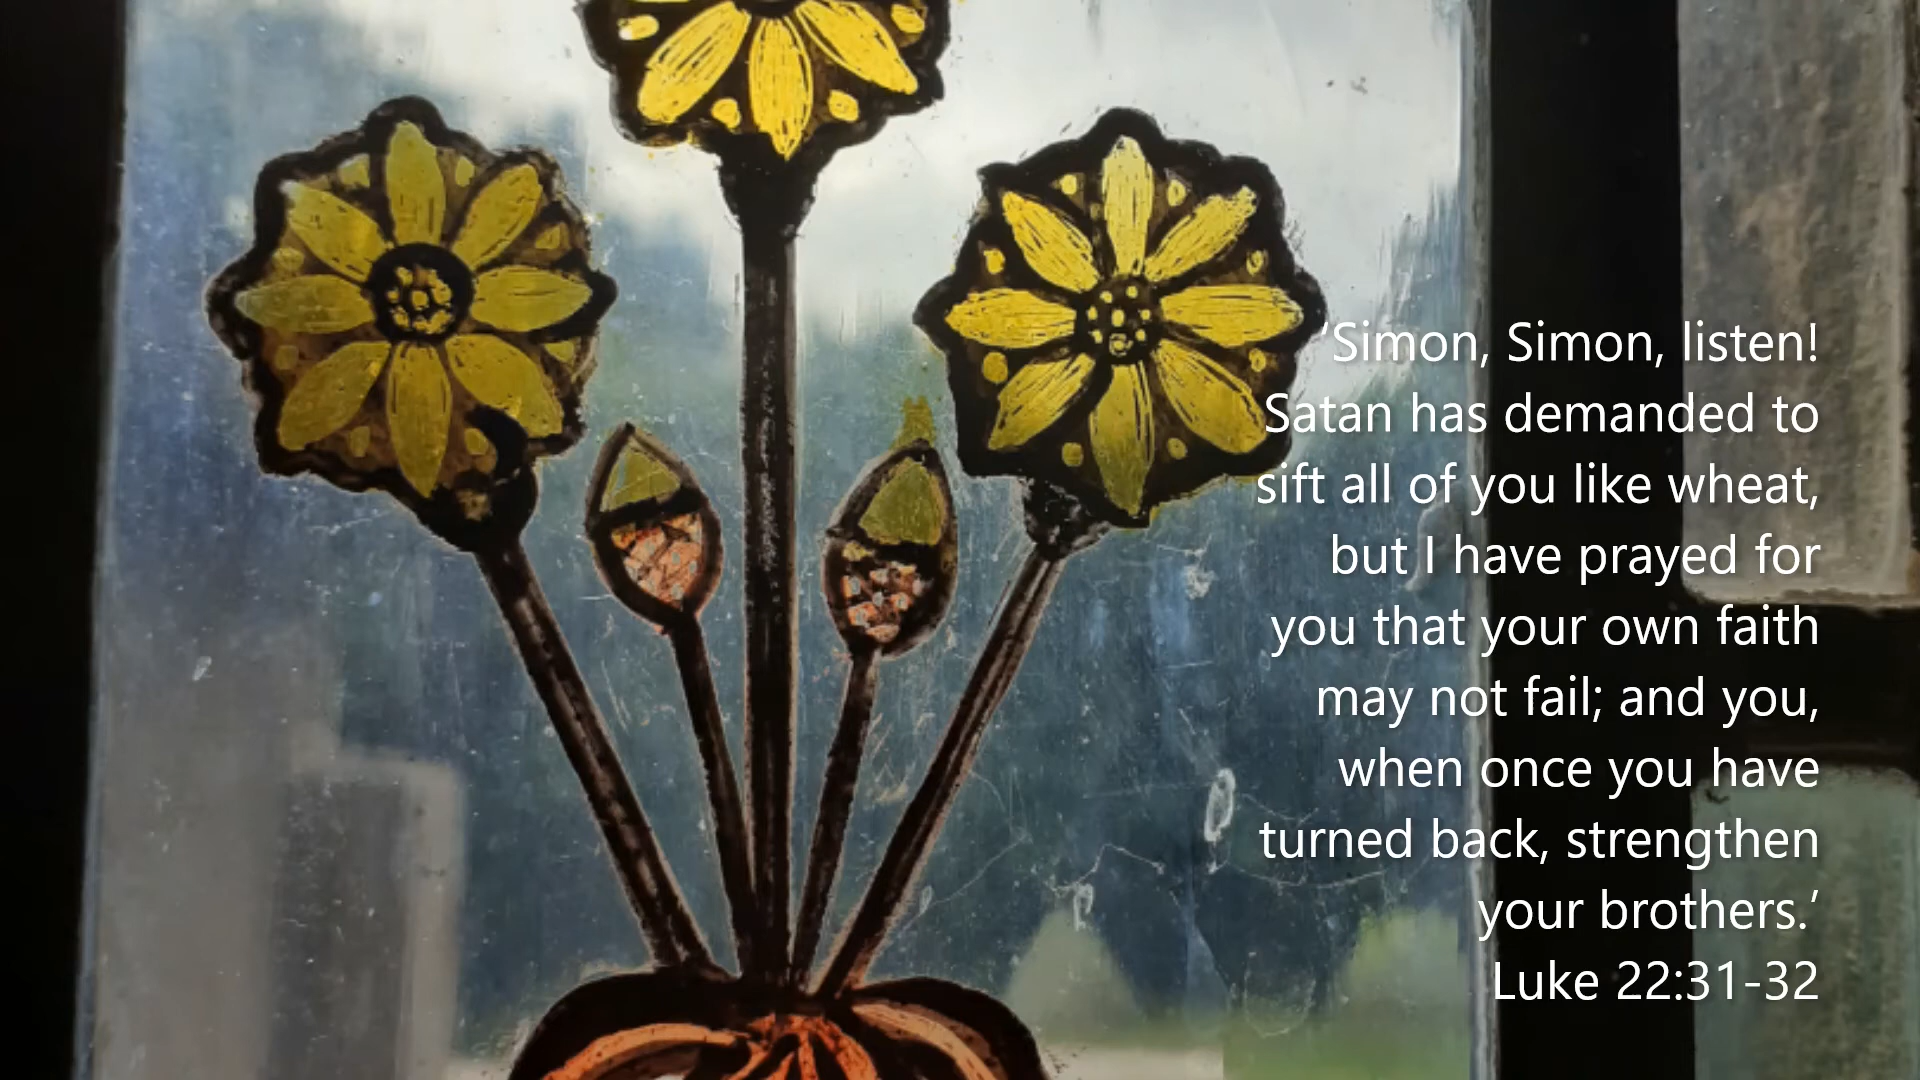 ‘Simon, Simon, listen!
Satan has demanded to
sift all of you like wheat,
but I have prayed for
you that your own faith
may not fail; and you,
when once you have
turned back, strengthen
your brothers.’
Luke 22:31-32